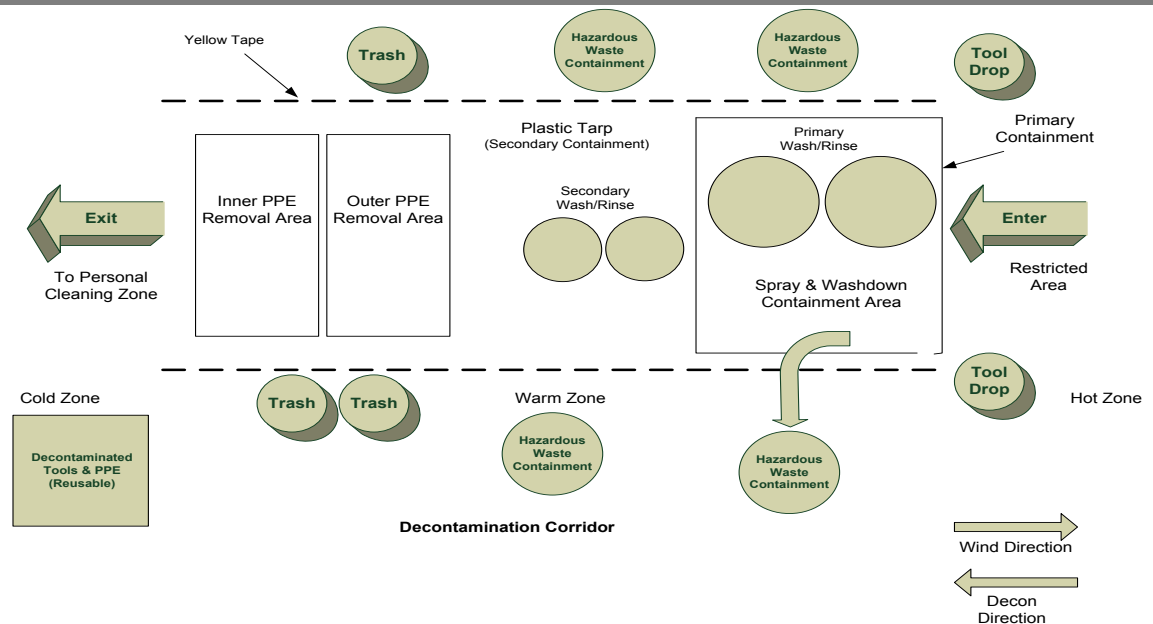 Yellow Tape
Trash
Hazardous
Waste
Containment
Hazardous
Waste
Containment
Tool
Drop
Primary
Containment
Plastic Tarp
(Secondary Containment)
Primary
Wash/Rinse
Inner PPE
Removal Area
Outer PPE
Removal Area
Secondary
Wash/Rinse
Exit
Enter
To Personal
Cleaning Zone
Spray & Washdown
Containment Area
Restricted
Area
Cold Zone
Trash
Trash
Warm Zone
Tool
Drop
Hot Zone
Decontaminated
Tools & PPE
(Reusable)
Hazardous
Waste
Containment
Hazardous
Waste
Containment
Decontamination Corridor
Wind Direction
Decon
Direction